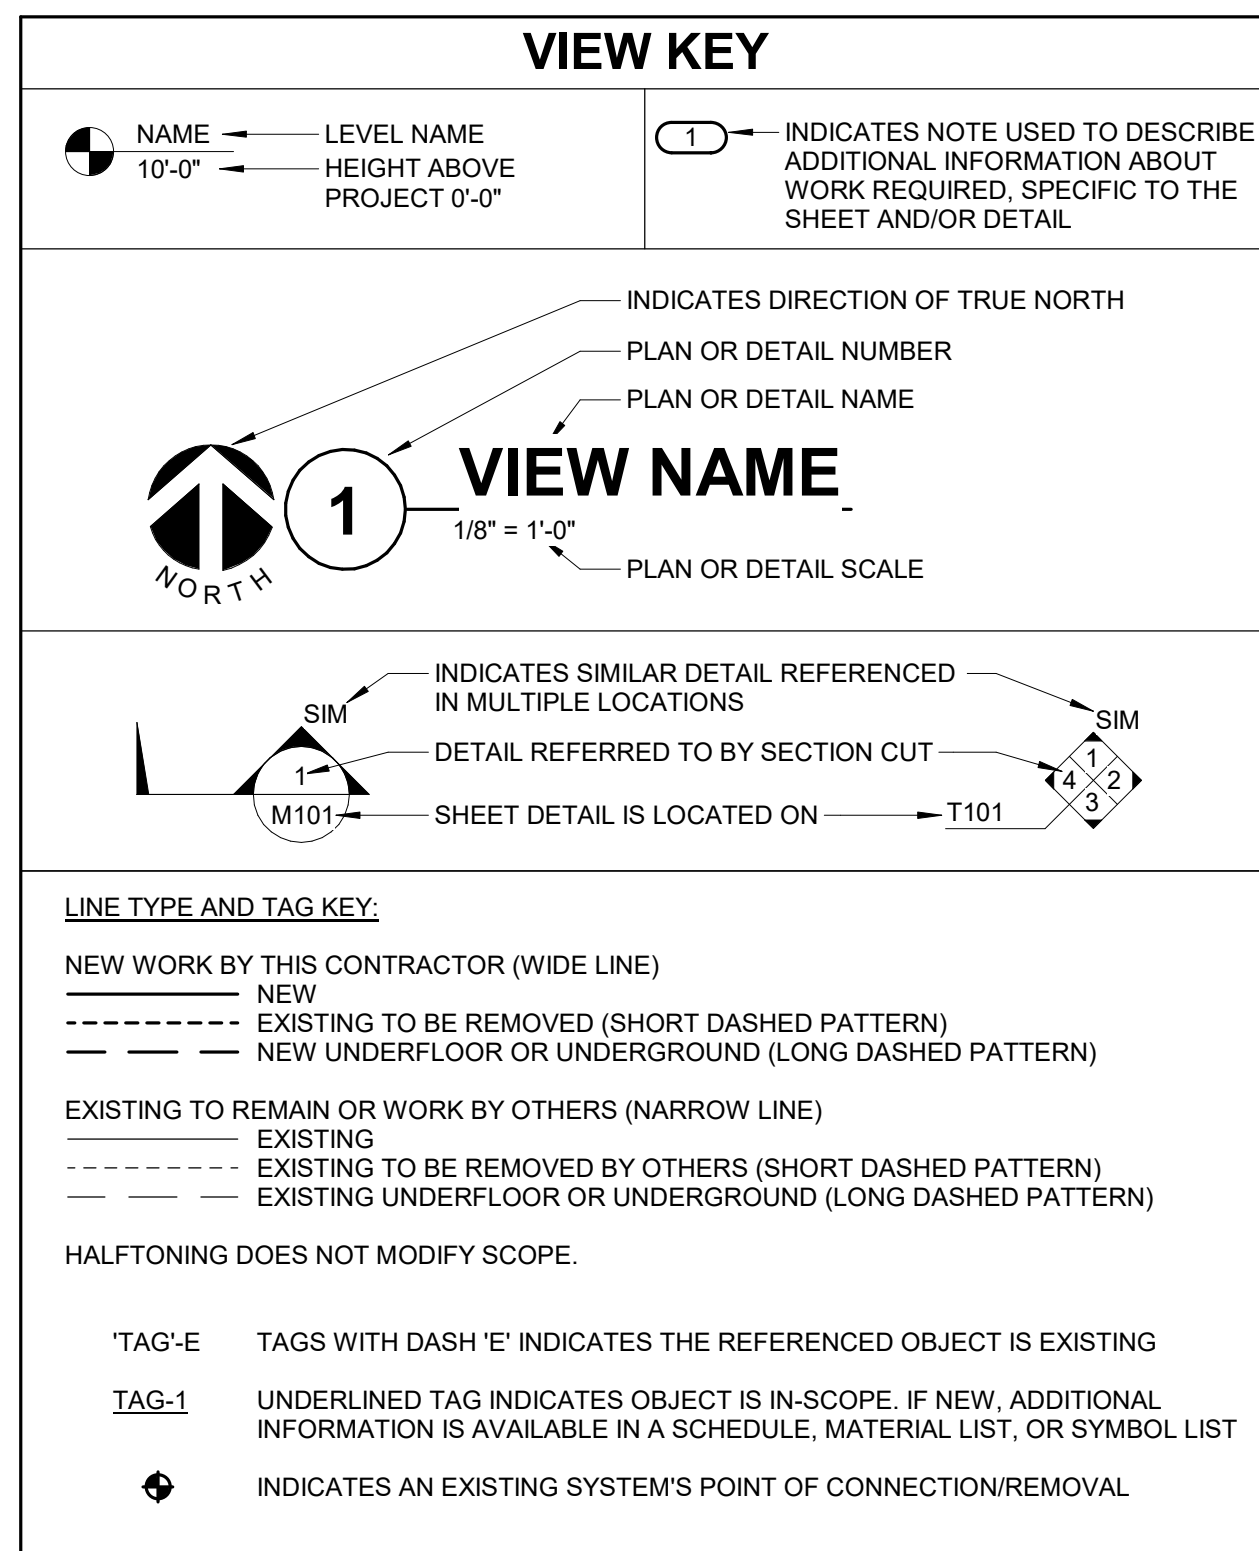 VIEW KEY
NAME
10'-0"
LEVEL NAME
HEIGHT ABOVE
PROJECT 0'-0"
1
INDICATES NOTE USED TO DESCRIBE
ADDITIONAL INFORMATION ABOUT
WORK REQUIRED, SPECIFIC TO THE
SHEET AND/OR DETAIL
INDICATES DIRECTION OF TRUE NORTH
PLAN OR DETAIL NUMBER
PLAN OR DETAIL NAME
NORTH
1
VIEW NAME
1/8" = 1'-0"
PLAN OR DETAIL SCALE
SIM
INDICATES SIMILAR DETAIL REFERENCED
IN MULTIPLE LOCATIONS
SIM
1
DETAIL REFERRED TO BY SECTION CUT
1
4 2
3
M101
SHEET DETAIL IS LOCATED ON
T101
LINE TYPE AND TAG KEY:
NEW WORK BY THIS CONTRACTOR (WIDE LINE)
NEW
EXISTING TO BE REMOVED (SHORT DASHED PATTERN)
NEW UNDERFLOOR OR UNDERGROUND (LONG DASHED PATTERN)
EXISTING TO REMAIN OR WORK BY OTHERS (NARROW LINE)
EXISTING
EXISTING TO BE REMOVED BY OTHERS (SHORT DASHED PATTERN)
EXISTING UNDERFLOOR OR UNDERGROUND (LONG DASHED PATTERN)
HALFTONING DOES NOT MODIFY SCOPE.
'TAG'-E TAGS WITH DASH 'E' INDICATES THE REFERENCED OBJECT IS EXISTING
TAG-1 UNDERLINED TAG INDICATES OBJECT IS IN-SCOPE. IF NEW, ADDITIONAL
INFORMATION IS AVAILABLE IN A SCHEDULE, MATERIAL LIST, OR SYMBOL LIST
INDICATES AN EXISTING SYSTEM'S POINT OF CONNECTION/REMOVAL